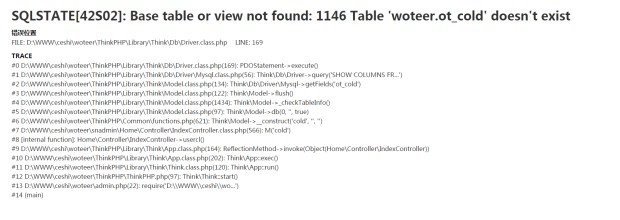 SQLSTATE[42S02]: Base table or view not found: 1146 Table 'woteer.ot_cold' doesn't exist
错误位置
FILE: D:\WWW\ceshi\woteer\ThinkPHP\Library\Think\Db\Driver.class.php LINE: 169
TRACE
#0 D:\WWW\ceshi\woteer\ThinkPHP\Library\Think\Db\Driver.class.php(169): PDOStatement->execute()
#1 D:\WWW\ceshi\woteer\ThinkPHP\Library\Think\Db\Driver\Mysql.class.php(56): Think\Db\Driver->query('SHOW COLUMNS FR...')
#2 D:\WWW\ceshi\woteer\ThinkPHP\Library\Think\Model.class.php(134): Think\Db\Driver\Mysql->getFields('ot_cold')
#3 D:\WWW\ceshi\woteer\ThinkPHP\Library\Think\Model.class.php(122): Think\Model->flush()
#4 D:\WWW\ceshi\woteer\ThinkPHP\Library\Think\Model.class.php(1434): Think\Model->_checkTableInfo()
#5 D:\WWW\ceshi\woteer\ThinkPHP\Library\Think\Model.class.php(97): Think\Model->db(0, '', true)
#6 D:\WWW\ceshi\woteer\ThinkPHP\Common\functions.php(621): Think\Model->__construct('cold', '', '')
#7 D:\WWW\ceshi\woteer\snadmin\Home\Controller\IndexController.class.php(566): M('cold')
#8 [internal function]: Home\Controller\IndexController->usercl()
#9 D:\WWW\ceshi\woteer\ThinkPHP\Library\Think\App.class.php(164): ReflectionMethod->invoke(Object(Home\Controller\IndexController))
#10 D:\WWW\ceshi\woteer\ThinkPHP\Library\Think\App.class.php(202): Think\App::exec()
#11 D:\WWW\ceshi\woteer\ThinkPHP\Library\Think\Think.class.php(120): Think\App::run()
#12 D:\WWW\ceshi\woteer\ThinkPHP\ThinkPHP.php(97): Think\Think::start()
#13 D:\WWW\ceshi\woteer\admin.php(22): require('D:\\WWW\\ceshi\\wo...')
#14 {main}